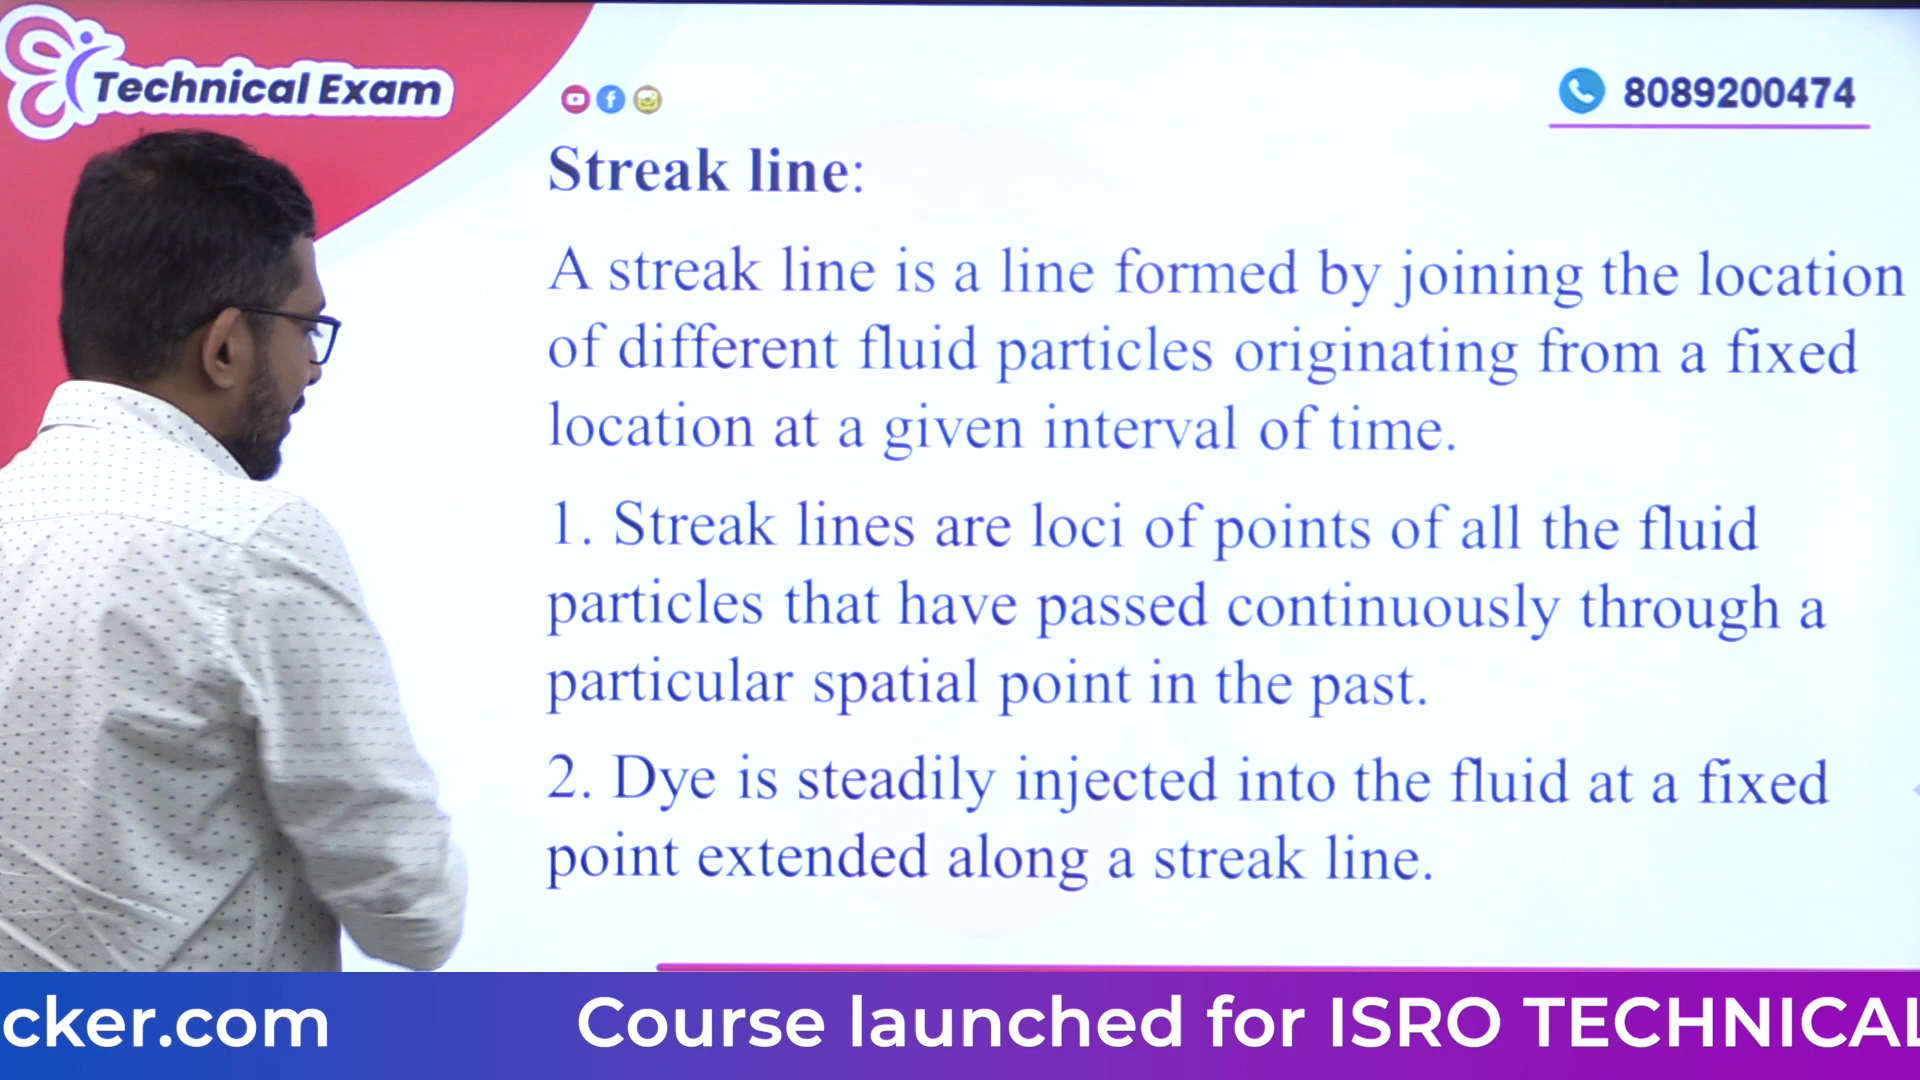 Technical Exam
8089200474
Streak line:
A streak line is a line formed by joining the location
of different fluid particles originating from a fixed
location at a given interval of time.
1. Streak lines are loci of points of all the fluid
particles that have passed continuously through a
particular spatial point in the past.
2. Dye is steadily injected into the fluid at a fixed
point extended along a streak line.
cker.com Course launched for ISRO TECHNICAL